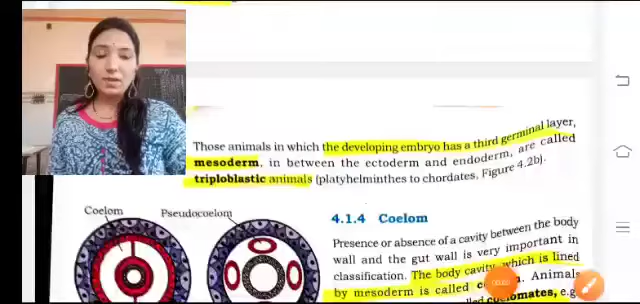 Those animals in which the developing embryo has a third germinal layer,
mesoderm, in between the ectoderm and endoderm, are called
triploblastic animals (platyhelminthes to chordates, Figure 4.2b).
Coelom
Pseudocoelom
4.1.4 Coelom
Presence or absence of a cavity between the body
wall and the gut wall is very important in
classification. The body cavity, which is lined
by mesoderm is called Animals
coelomates, e.g